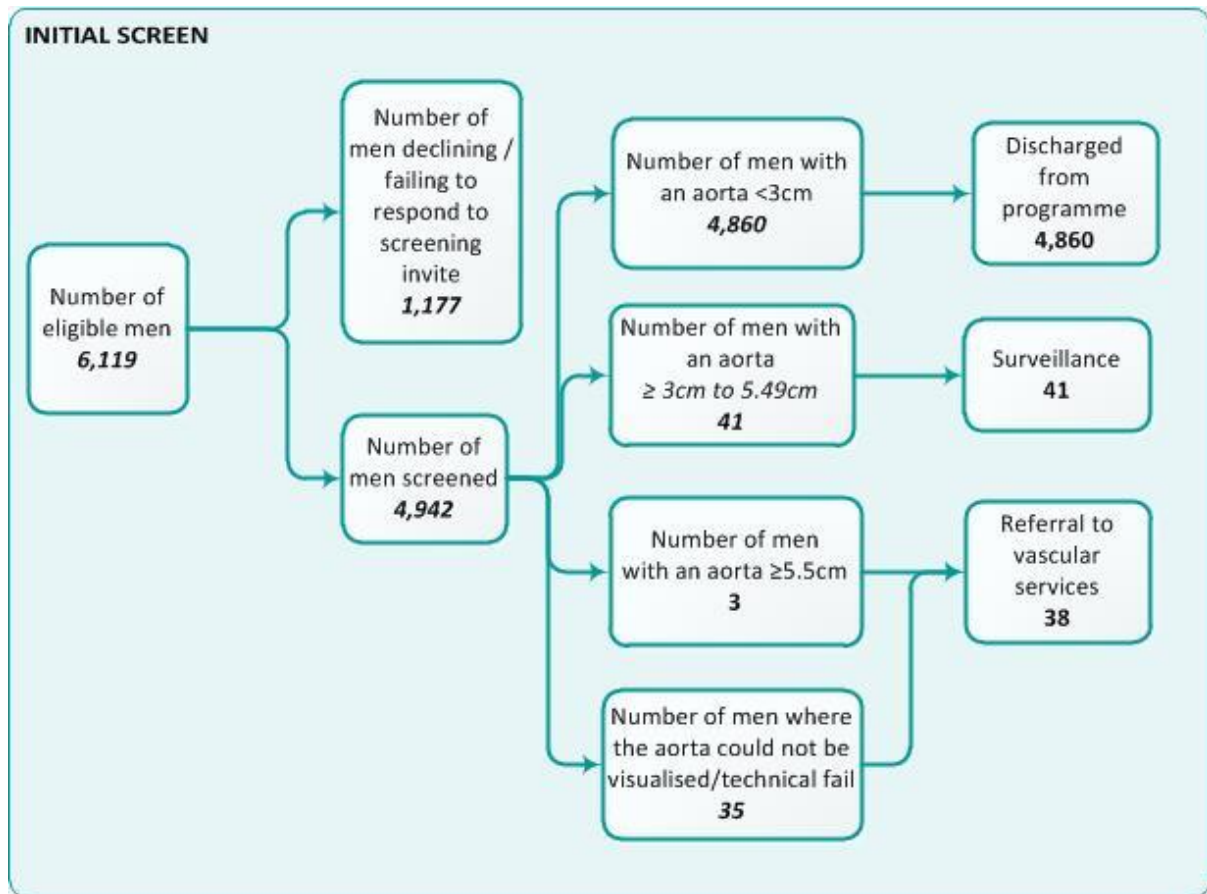 INITIAL SCREEN
Number of
eligible men
6,119
Number of
men declining /
failing to
respond to
screening
invite
1,177
Number of
men screened
4,942
Number of men with
an aorta <3cm
4,860
Number of men with
an aorta
≥ 3cm to 5.49cm
41
Number of men
with an aorta ≥5.5cm
3
Number of men where
the aorta could not be
visualised/technical fail
35
Discharged
from
programme
4,860
Surveillance
41
Referral to
vascular
services
38